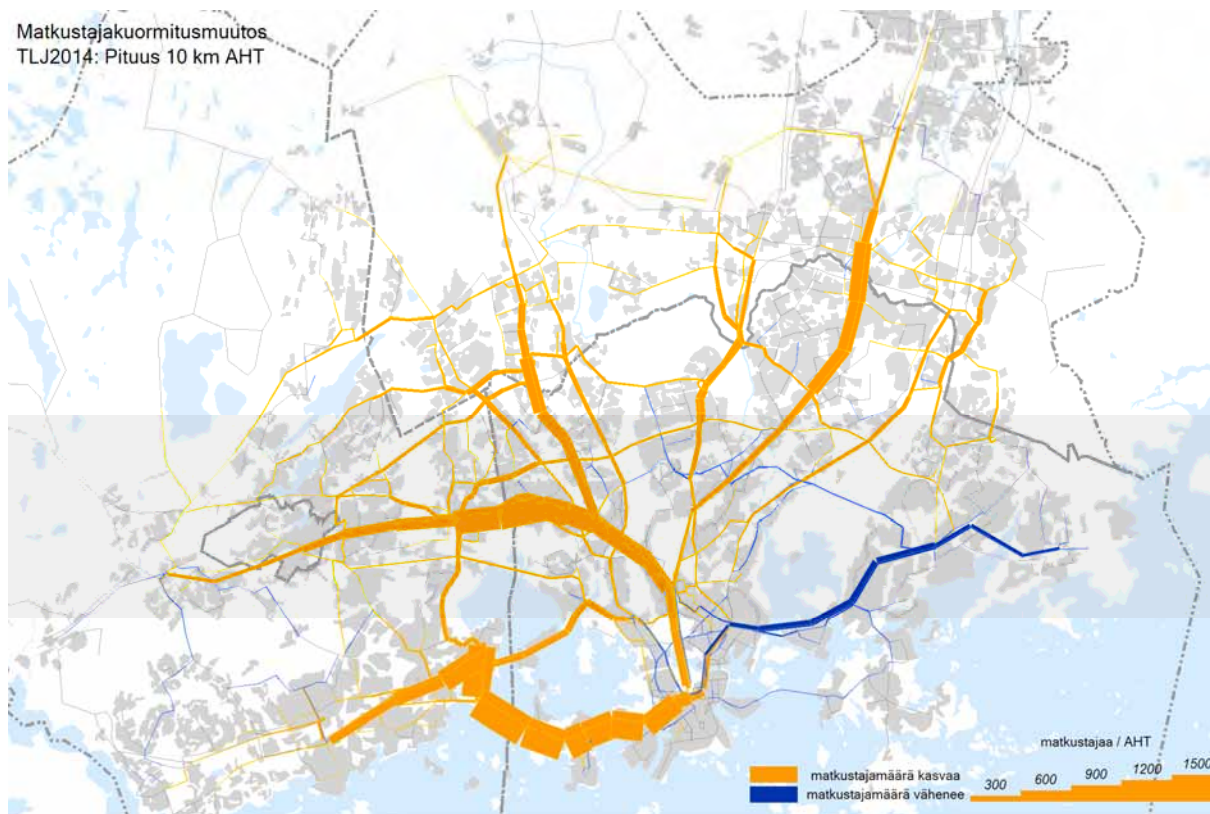 Matkustajakuormitusmuutos
TLJ2014: Pituus 10 km AHT
matkustajaa / AHT
matkustajamäärä kasvaa
matkustajamäärä vähenee
300 600 900 1200 1500